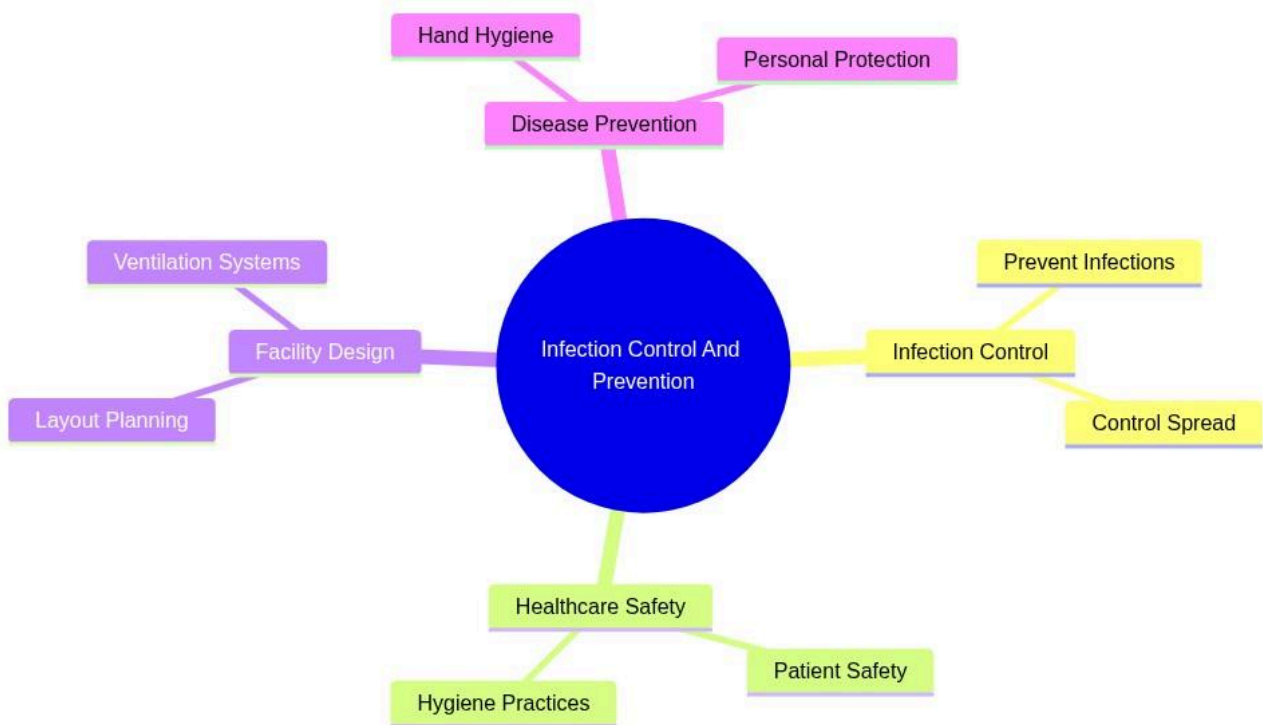 Hand Hygiene
Personal Protection
Disease Prevention
Ventilation Systems
Prevent Infections
Facility Design
Infection Control And
Prevention
Infection Control
Layout Planning
Control Spread
Healthcare Safety
Patient Safety
Hygiene Practices